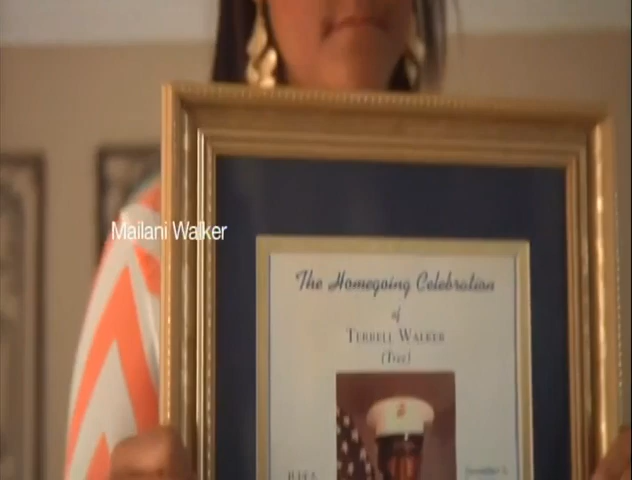 Mailani Walker
The Homegoing Celebration
of
TERRELL WALKER
(Tree)